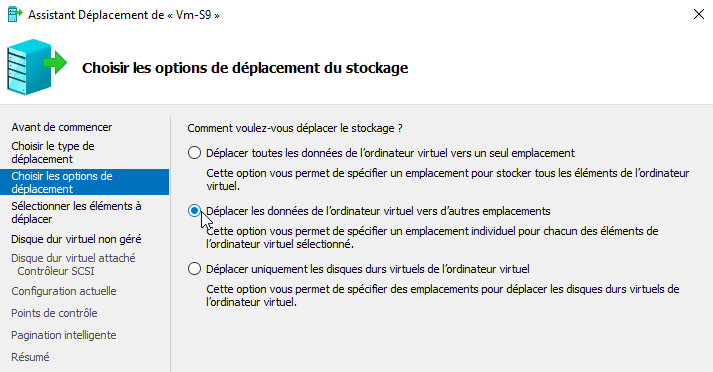 Assistant Déplacement de « Vm-S9 »
Choisir les options de déplacement du stockage
Avant de commencer
Choisir le type de
déplacement
Choisir les options de
déplacement
Sélectionner les éléments à
déplacer
Disque dur virtuel non géré
Disque dur virtuel attaché
Contrôleur SCSI
Configuration actuelle
Points de contrôle
Pagination intelligente
Résumé
Comment voulez-vous déplacer le stockage ?
Déplacer toutes les données de l'ordinateur virtuel vers un seul emplacement
Cette option vous permet de spécifier un emplacement pour stocker tous les éléments de l'ordinateur
virtuel.
Déplacer les données de l'ordinateur virtuel vers d'autres emplacements
Cette option vous permet de spécifier un emplacement individuel pour chacun des éléments de
l'ordinateur virtuel sélectionné.
Déplacer uniquement les disques durs virtuels de l'ordinateur virtuel
Cette option vous permet de spécifier des emplacements pour déplacer les disques durs virtuels de
l'ordinateur virtuel.